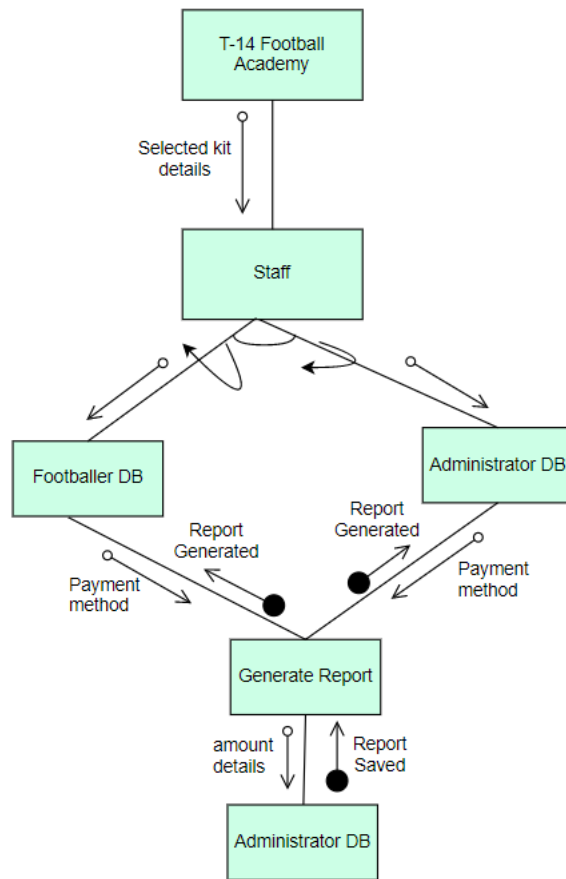 T-14 Football
Academy
Selected kit
details
Staff
Footballer DB
Administrator DB
Report
Generated
Report
Generated
Payment
method
Payment
method
Generate Report
amount
details
Report
Saved
Administrator DB